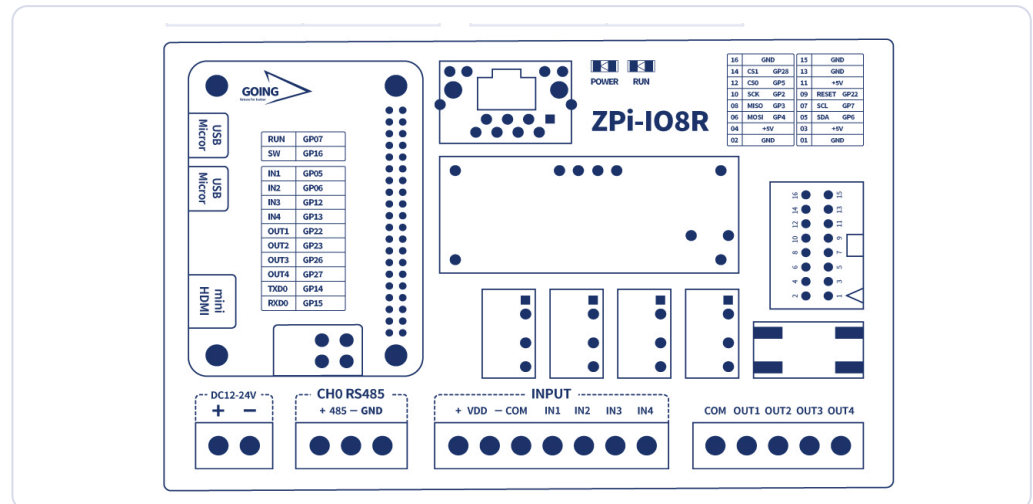 GOING
POWER RUN
ZPi-IO8R
16 GND 15 GND
14 CS1 GP28 13 GND
12 CS0 GP5 11 +5V
10 SCK GP2 09 RESET GP22
08 MISO GP3 07 SCL GP7
06 MOSI GP4 05 SDA GP6
04 +5V 03 +5V
02 GND 01 GND
USB
Micror
USB
Micror
mini
HDMI
RUN GP07
SW GP16
IN1 GP05
IN2 GP06
IN3 GP12
IN4 GP13
OUT1 GP22
OUT2 GP23
OUT3 GP26
OUT4 GP27
TXD0 GP14
RXD0 GP15
16 15
14 13
12 11
10 9
8 7
6 5
4 3
2 1
DC12-24V
+ −
CH0 RS485
+ 485 − GND
INPUT
+ VDD − COM IN1 IN2 IN3 IN4
COM OUT1 OUT2 OUT3 OUT4